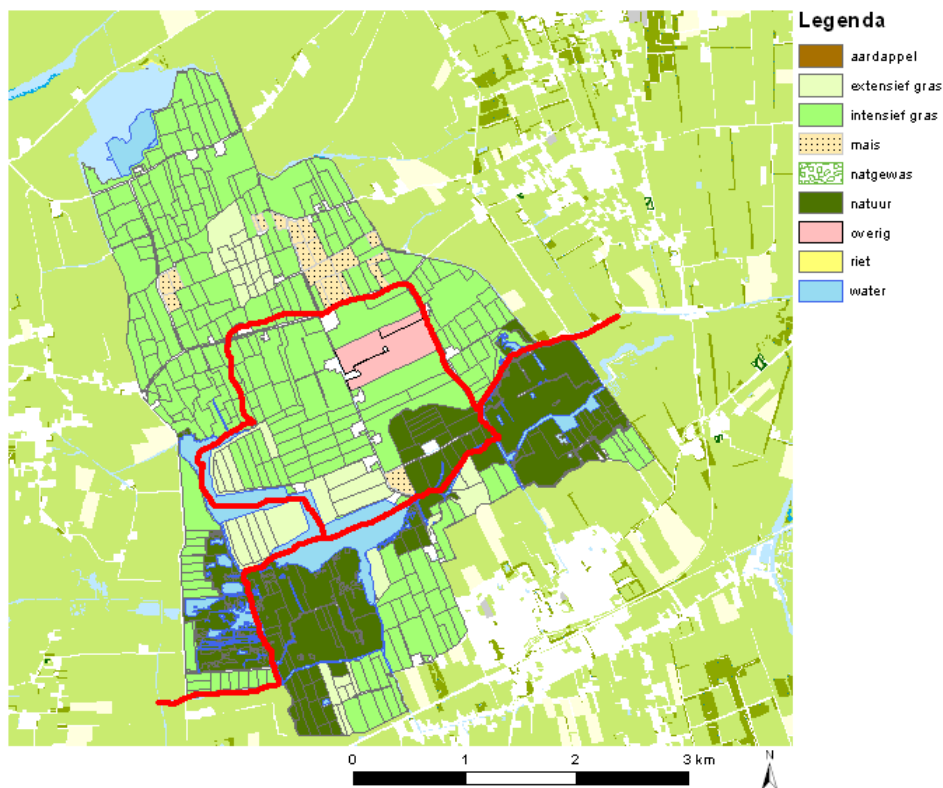 Legenda
aardappel
extensief gras
intensief gras
mais
natgewas
natuur
overig
riet
water
0 1 2 3 km
N